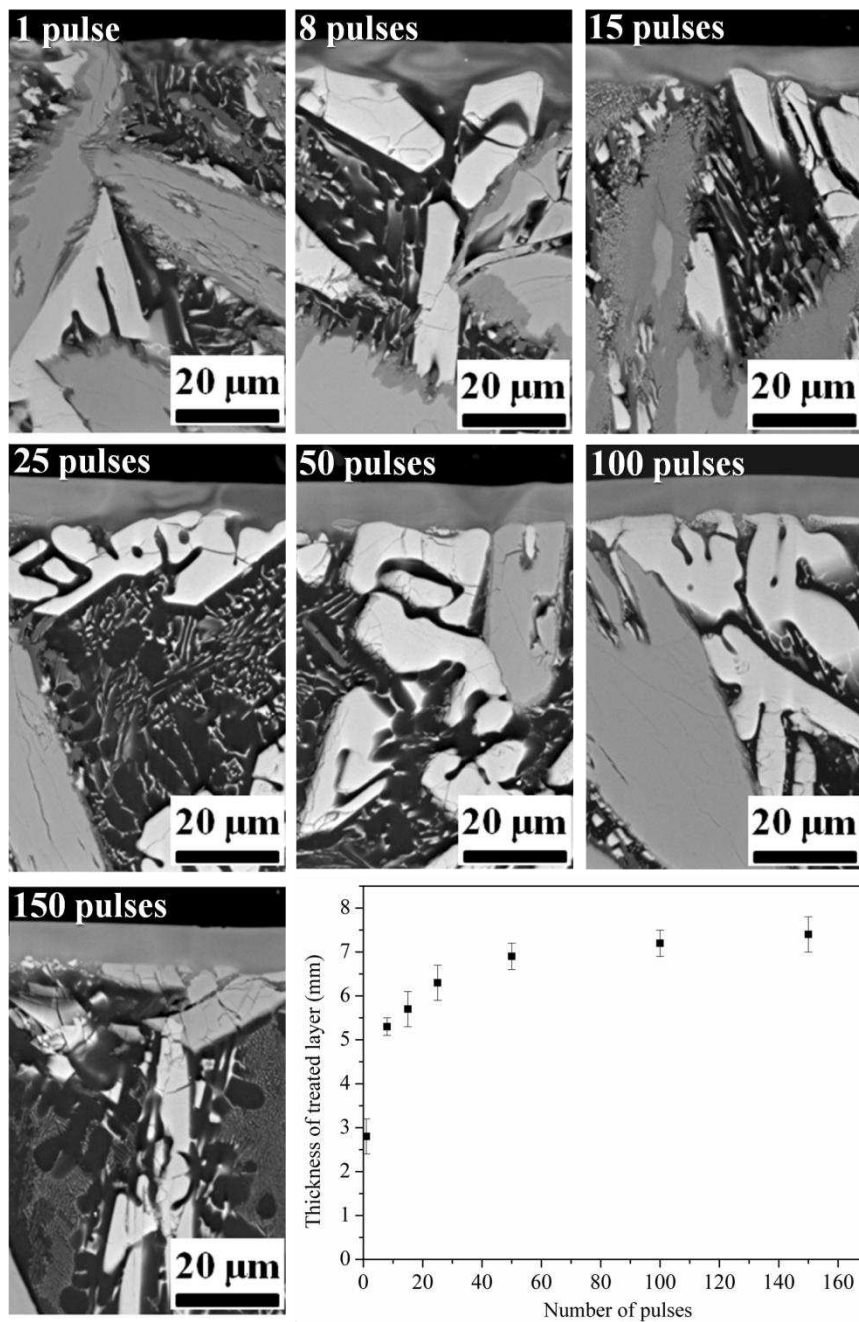 1 pulse
8 pulses
15 pulses
20 μm
20 μm
20 μm
25 pulses
50 pulses
100 pulses
20 μm
20 μm
20 μm
150 pulses
20 μm
Thickness of treated layer (mm)
8
7
6
5
4
3
2
1
0
0 20 40 60 80 100 120 140 160
Number of pulses